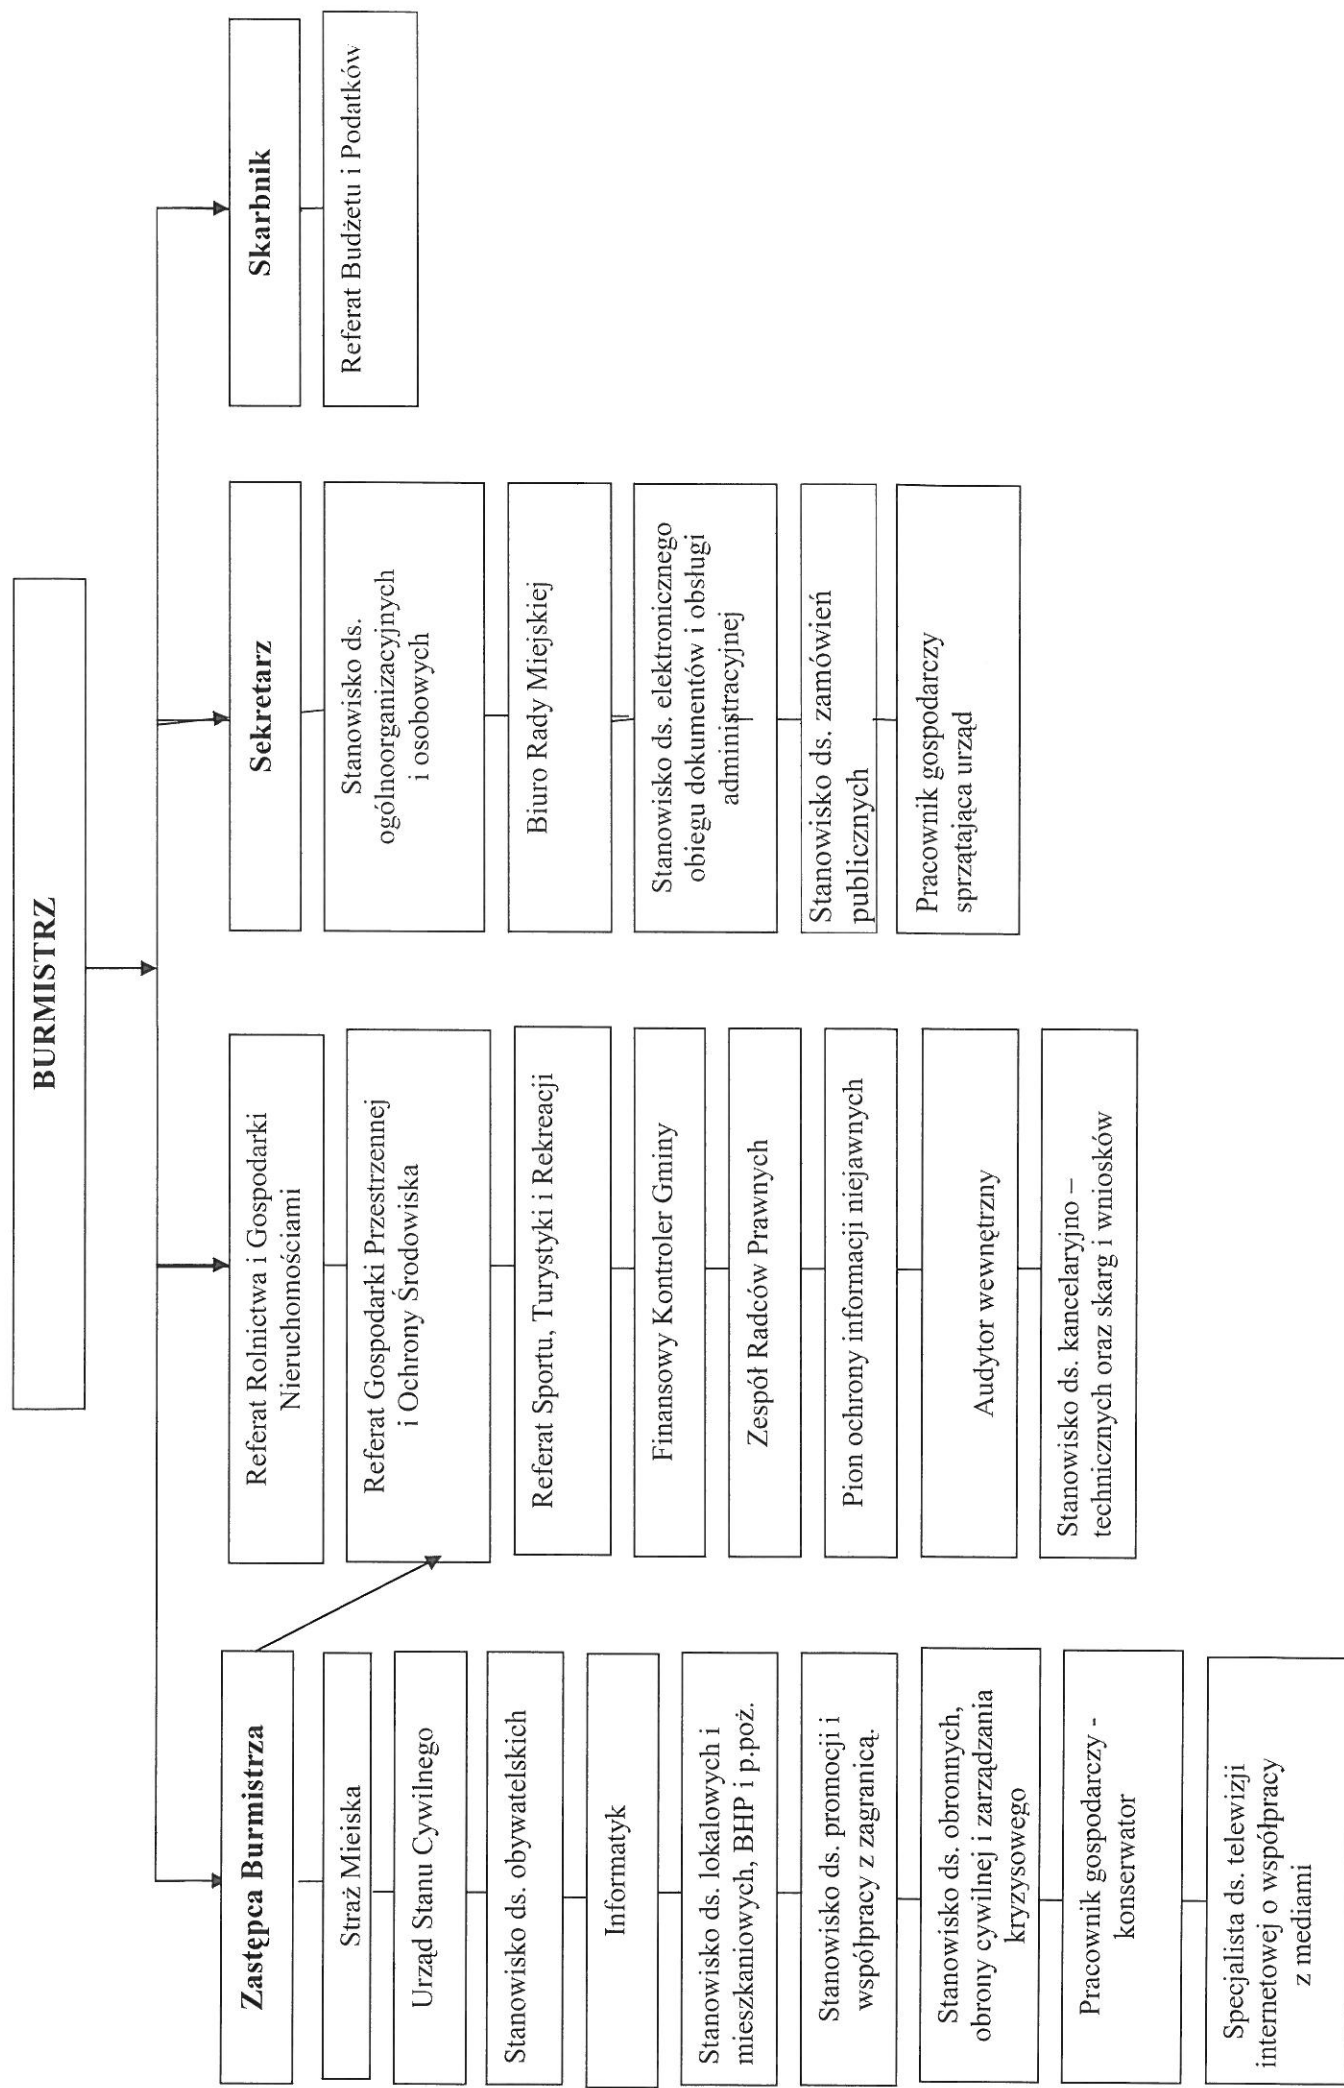 BURMISTRZ
Zastępca Burmistrza
Straż Miejska
Urząd Stanu Cywilnego
Stanowisko ds. obywatelskich
Informatyk
Stanowisko ds. lokalowych i
mieszkaniowych, BHP i p.poż.
Stanowisko ds. promocji i
współpracy z zagranicą.
Stanowisko ds. obronnych,
obrony cywilnej i zarządzania
kryzysowego
Pracownik gospodarczy -
konserwator
Specjalista ds. telewizji
internetowej o współpracy
z mediami
Referat Rolnictwa i Gospodarki
Nieruchomościami
Referat Gospodarki Przestrzennej
i Ochrony Środowiska
Referat Sportu, Turystyki i Rekreacji
Finansowy Kontroler Gminy
Zespół Radców Prawnych
Pion ochrony informacji niejawnych
Audytor wewnętrzny
Stanowisko ds. kancelaryjno –
technicznych oraz skarg i wniosków
Sekretarz
Stanowisko ds.
ogólnoorganizacyjnych
i osobowych
Biuro Rady Miejskiej
Stanowisko ds. elektronicznego
obiegu dokumentów i obsługi
administracyjnej
Stanowisko ds. zamówień
publicznych
Pracownik gospodarczy
sprzątająca urząd
Skarbnik
Referat Budżetu i Podatków